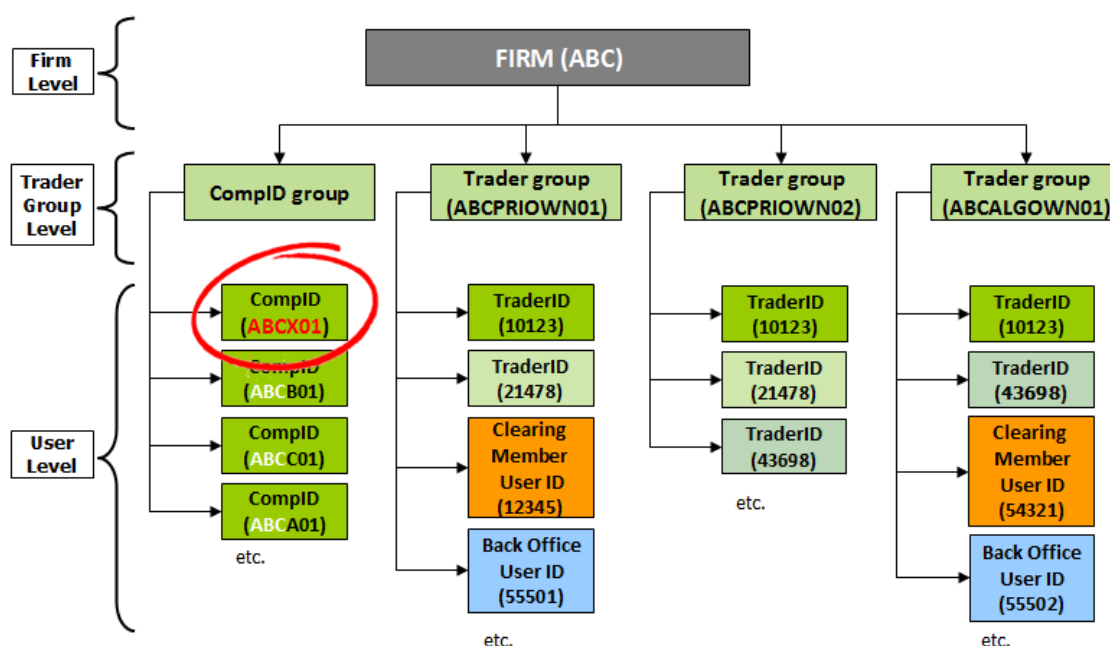 Firm
Level
FIRM (ABC)
Trader
Group
Level
CompID group
Trader group
(ABCPRIOWN01)
Trader group
(ABCPRIOWN02)
Trader group
(ABCALGOWN01)
User
Level
CompID
(ABCX01)
CompID
(ABCB01)
CompID
(ABCC01)
CompID
(ABCA01)
etc.
TraderID
(10123)
TraderID
(21478)
Clearing
Member
User ID
(12345)
Back Office
User ID
(55501)
etc.
TraderID
(10123)
TraderID
(21478)
TraderID
(43698)
etc.
TraderID
(10123)
TraderID
(43698)
Clearing
Member
User ID
(54321)
Back Office
User ID
(55502)
etc.